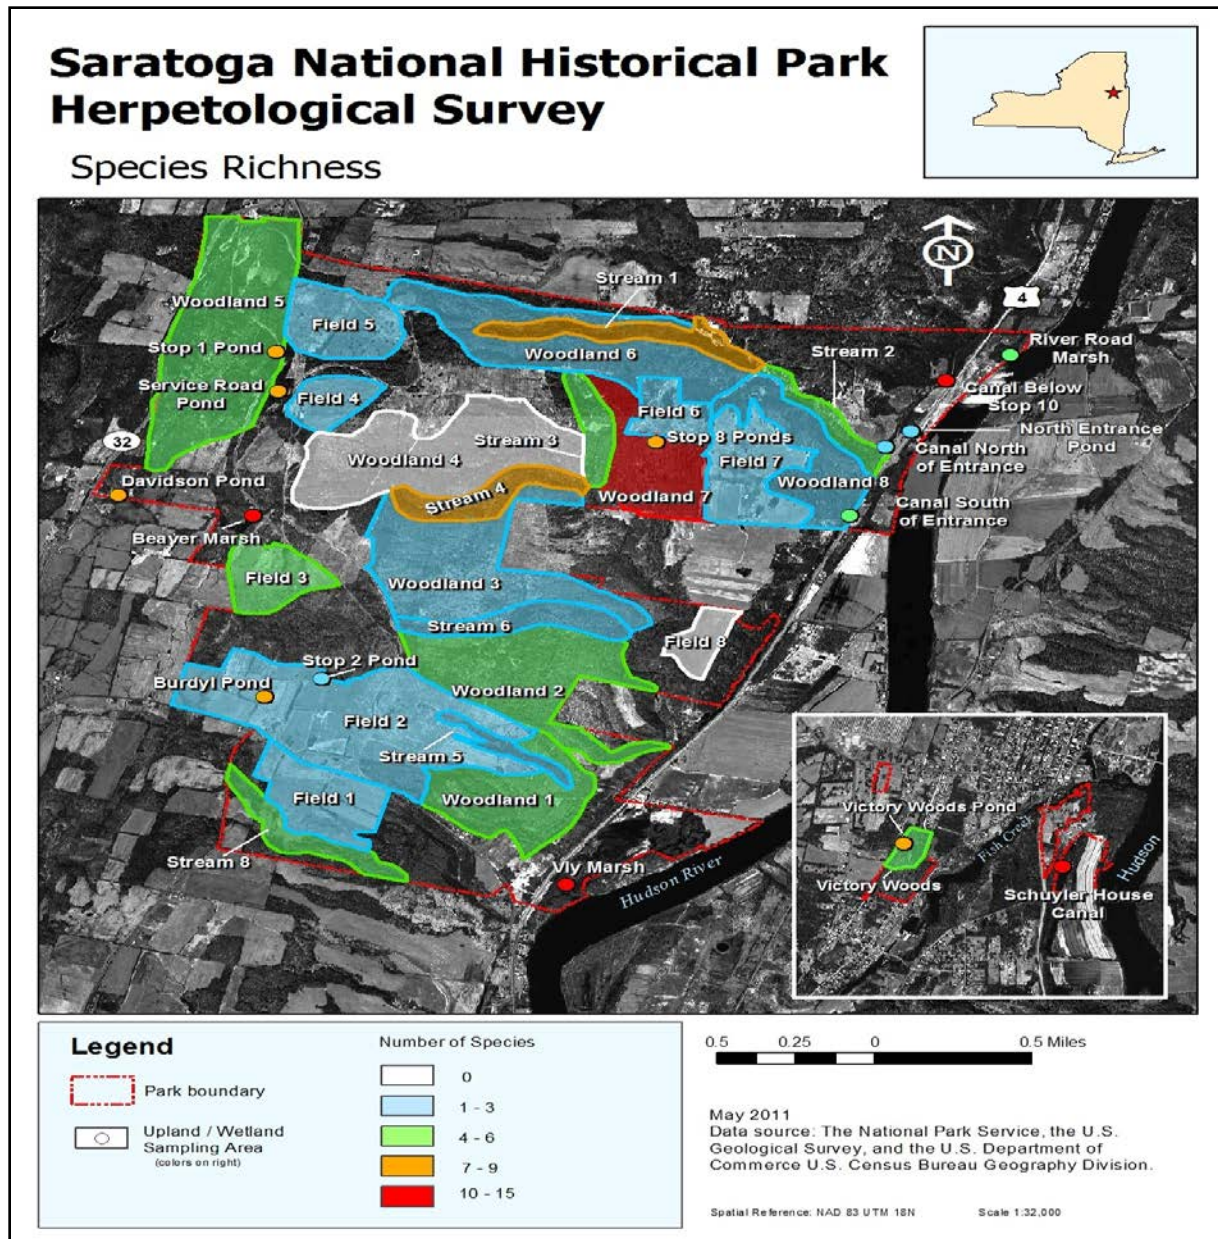 Saratoga National Historical Park
Herpetological Survey
Species Richness
N
4
Stream 1
Woodland 5
Field 5
River Road
Marsh
Stop 1 Pond
Woodland 6
Stream 2
Service Road
Pond
Field 4
Canal Below
Stop 10
Field 6
32
Stream 3
Stop 8 Ponds
North Entrance
Pond
Woodland 4
Field 7
Canal North
of Entrance
Davidson Pond
Stream 4
Woodland 7
Woodland 8
Canal South
of Entrance
Beayer Marsh
Field 3
Woodland 3
Stream 6
Field 8
Stop 2 Pond
Burdyl Pond
Woodland 2
Field 2
Stream 5
Field 1
Woodland 1
Stream 8
Vly Marsh
Hudson River
Victory Woods Pond
Fish Creek
Hudson
Victory Woods
Schuyler House
Canal
Legend
Park boundary
Upland / Wetland
Sampling Area
(colors on right)
Number of Species
0
1 - 3
4 - 6
7 - 9
10 - 15
0.5 0.25 0 0.5 Miles
May 2011
Data source: The National Park Service, the U.S.
Geological Survey, and the U.S. Department of
Commerce U.S. Census Bureau Geography Division.
Spatial Reference: NAD 83 UTM 18N Scale 1:32,000